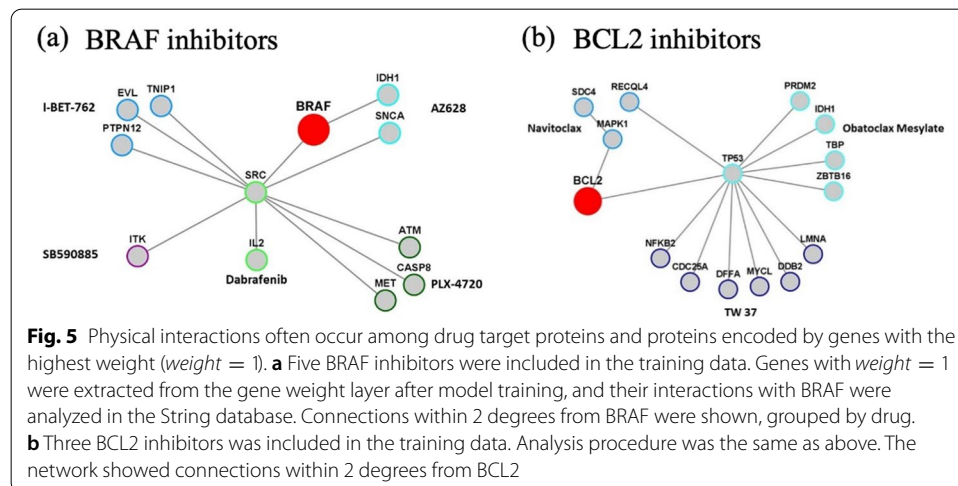 (a) BRAF inhibitors
(b) BCL2 inhibitors
I-BET-762
EVL
TNIP1
PTPN12
BRAF
IDH1
AZ628
SNCA
SRC
SB590885
ITK
IL2
Dabrafenib
ATM
CASP8
MET
PLX-4720
SDC4
RECQL4
Navitoclax
MAPK1
BCL2
PRDM2
IDH1
Obatoclax Mesylate
TP53
TBP
ZBTB16
NFKB2
CDC25A
DFFA
MYCL
DDB2
LMNA
TW 37
Fig. 5 Physical interactions often occur among drug target proteins and proteins encoded by genes with the
highest weight (weight = 1). a Five BRAF inhibitors were included in the training data. Genes with weight = 1
were extracted from the gene weight layer after model training, and their interactions with BRAF were
analyzed in the String database. Connections within 2 degrees from BRAF were shown, grouped by drug.
b Three BCL2 inhibitors was included in the training data. Analysis procedure was the same as above. The
network showed connections within 2 degrees from BCL2